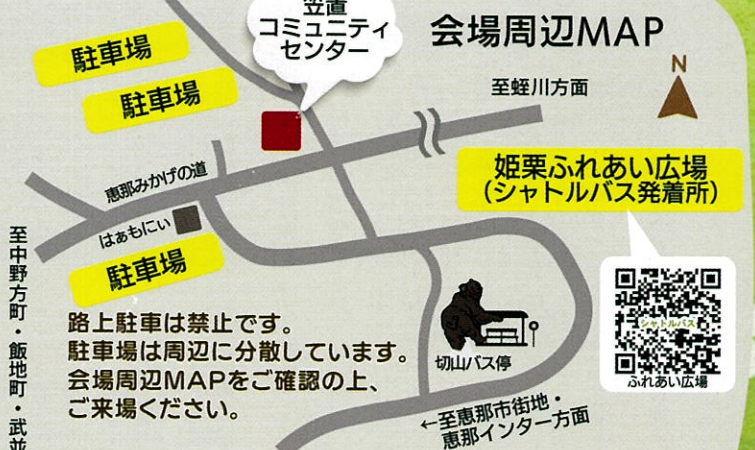 笠置
コミュニティ
センター
会場周辺MAP
N
駐車場
駐車場
至蛭川方面
恵那みかげの道
姫栗ふれあい広場
(シャトルバス発着所)
はぁもにぃ
駐車場
至中野方町・飯地町・武並
シャトルバス
ふれあい広場
路上駐車は禁止です。
駐車場は周辺に分散しています。
会場周辺MAPをご確認の上、
ご来場ください。
切山バス停
←至恵那市街地・
恵那インター方面